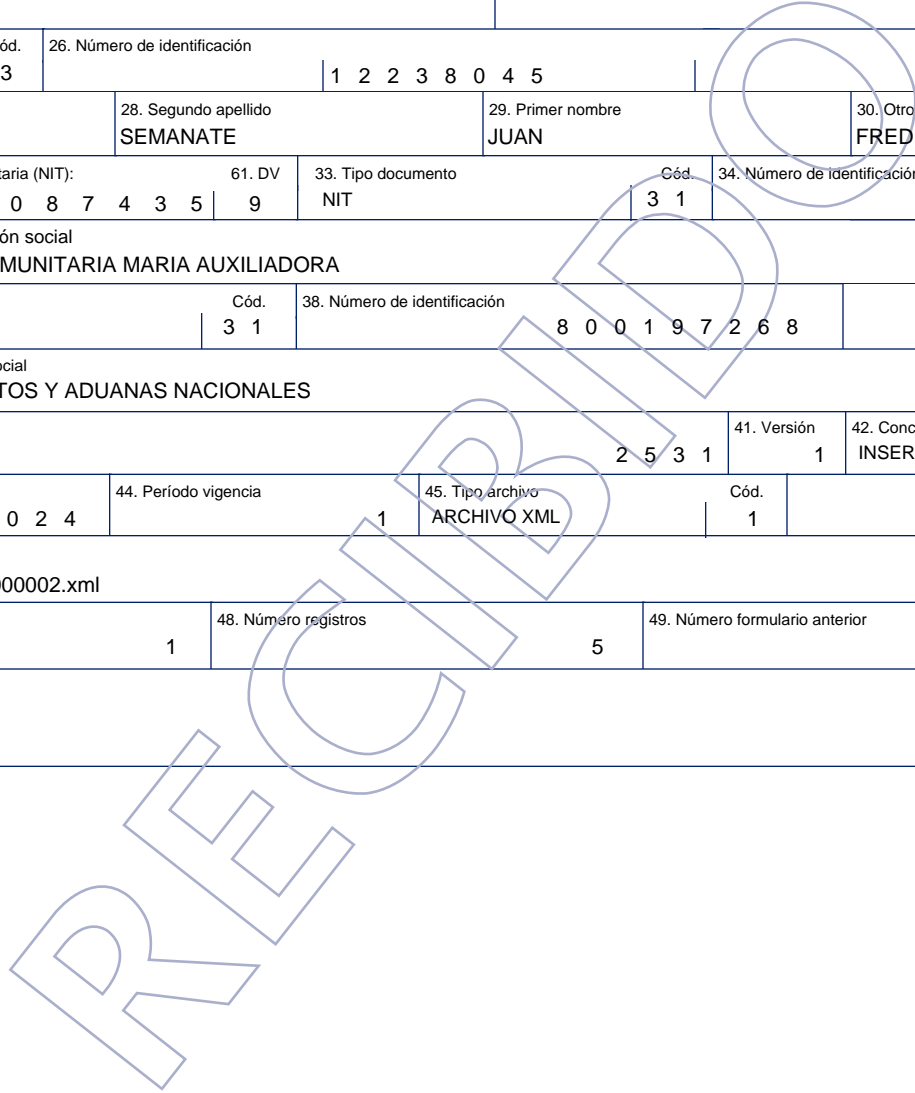 ód. 26. Número de identificación
3 1 2 2 3 8 0 4 5
28. Segundo apellido 29. Primer nombre 30. Otro
SEMANATE JUAN FRED
taria (NIT): 61. DV 33. Tipo documento Cód. 34. Número de identificación
0 8 7 4 3 5 9 NIT 3 1
ón social
MUNITARIA MARIA AUXILIADORA
Cód. 38. Número de identificación
3 1 8 0 0 1 9 7 2 6 8
ocial
TOS Y ADUANAS NACIONALES
41. Versión 42. Conc
2 5 3 1 1 INSER
44. Período vigencia 45. Tipo archivo Cód.
0 2 4 1 ARCHIVO XML 1
000002.xml
48. Número registros 49. Número formulario anterior
1 5
RECIBIDO